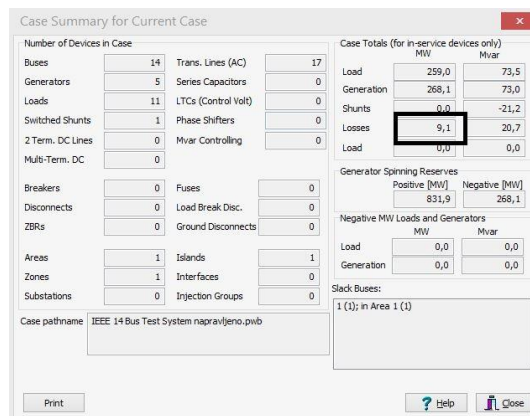 Case Summary for Current Case
Number of Devices in Case
Buses 14 Trans. Lines (AC) 17
Generators 5 Series Capacitors 0
Loads 11 LTCs (Control Volt) 0
Switched Shunts 1 Phase Shifters 0
2 Term. DC Lines 0 Mvar Controlling 0
Multi-Term. DC 0
Breakers 0 Fuses 0
Disconnects 0 Load Break Disc. 0
ZBRs 0 Ground Disconnects 0
Areas 1 Islands 1
Zones 1 Interfaces 0
Substations 0 Injection Groups 0
Case pathname IEEE 14 Bus Test System napravljeno.pwb
Print
Case Totals (for in-service devices only)
MW Mvar
Load 259,0 73,5
Generation 268,1 73,0
Shunts 0,0 -21,2
Losses 9,1 20,7
Load 0,0 0,0
Generator Spinning Reserves
Positive [MW] Negative [MW]
831,9 268,1
Negative MW Loads and Generators
MW Mvar
Load 0,0 0,0
Generation 0,0 0,0
Slack Buses:
1 (1); in Area 1 (1)
? Help Close